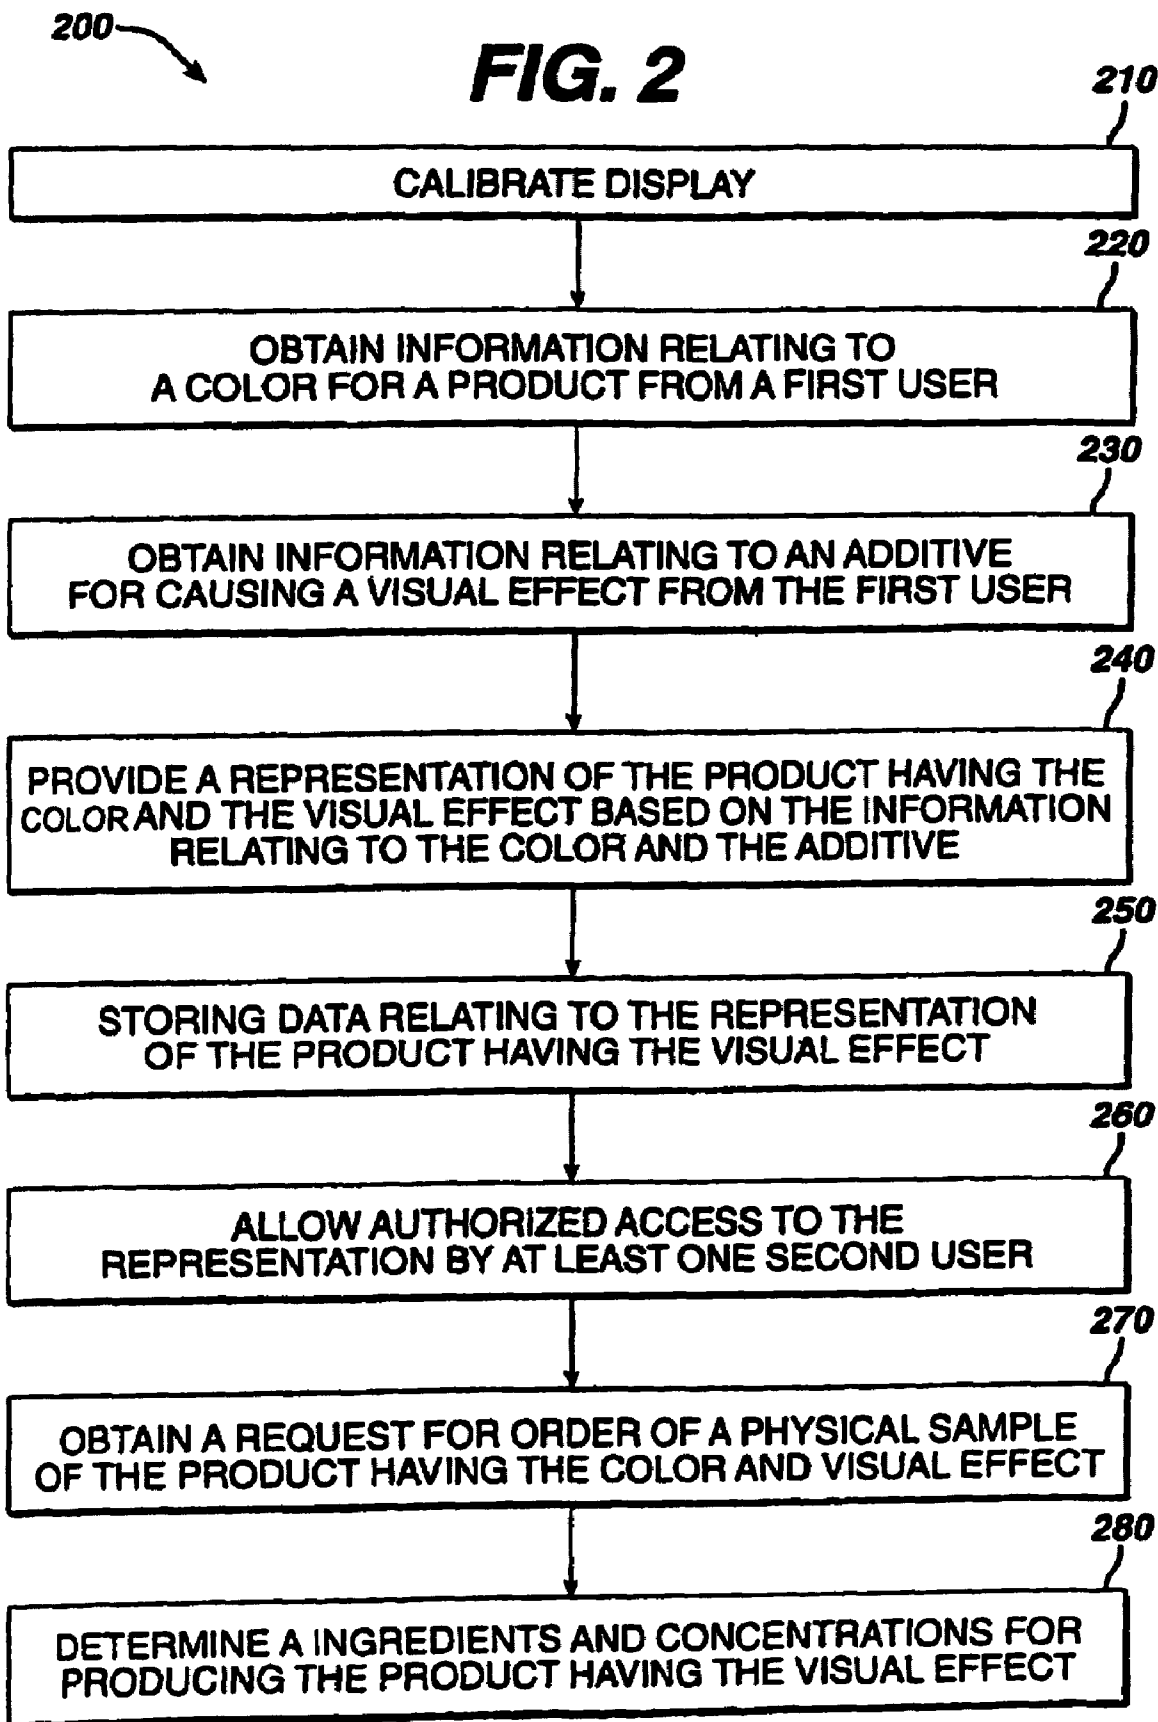 200
FIG. 2
210
CALIBRATE DISPLAY
220
OBTAIN INFORMATION RELATING TO
A COLOR FOR A PRODUCT FROM A FIRST USER
230
OBTAIN INFORMATION RELATING TO AN ADDITIVE
FOR CAUSING A VISUAL EFFECT FROM THE FIRST USER
240
PROVIDE A REPRESENTATION OF THE PRODUCT HAVING THE
COLOR AND THE VISUAL EFFECT BASED ON THE INFORMATION
RELATING TO THE COLOR AND THE ADDITIVE
250
STORING DATA RELATING TO THE REPRESENTATION
OF THE PRODUCT HAVING THE VISUAL EFFECT
260
ALLOW AUTHORIZED ACCESS TO THE
REPRESENTATION BY AT LEAST ONE SECOND USER
270
OBTAIN A REQUEST FOR ORDER OF A PHYSICAL SAMPLE
OF THE PRODUCT HAVING THE COLOR AND VISUAL EFFECT
280
DETERMINE A INGREDIENTS AND CONCENTRATIONS FOR
PRODUCING THE PRODUCT HAVING THE VISUAL EFFECT